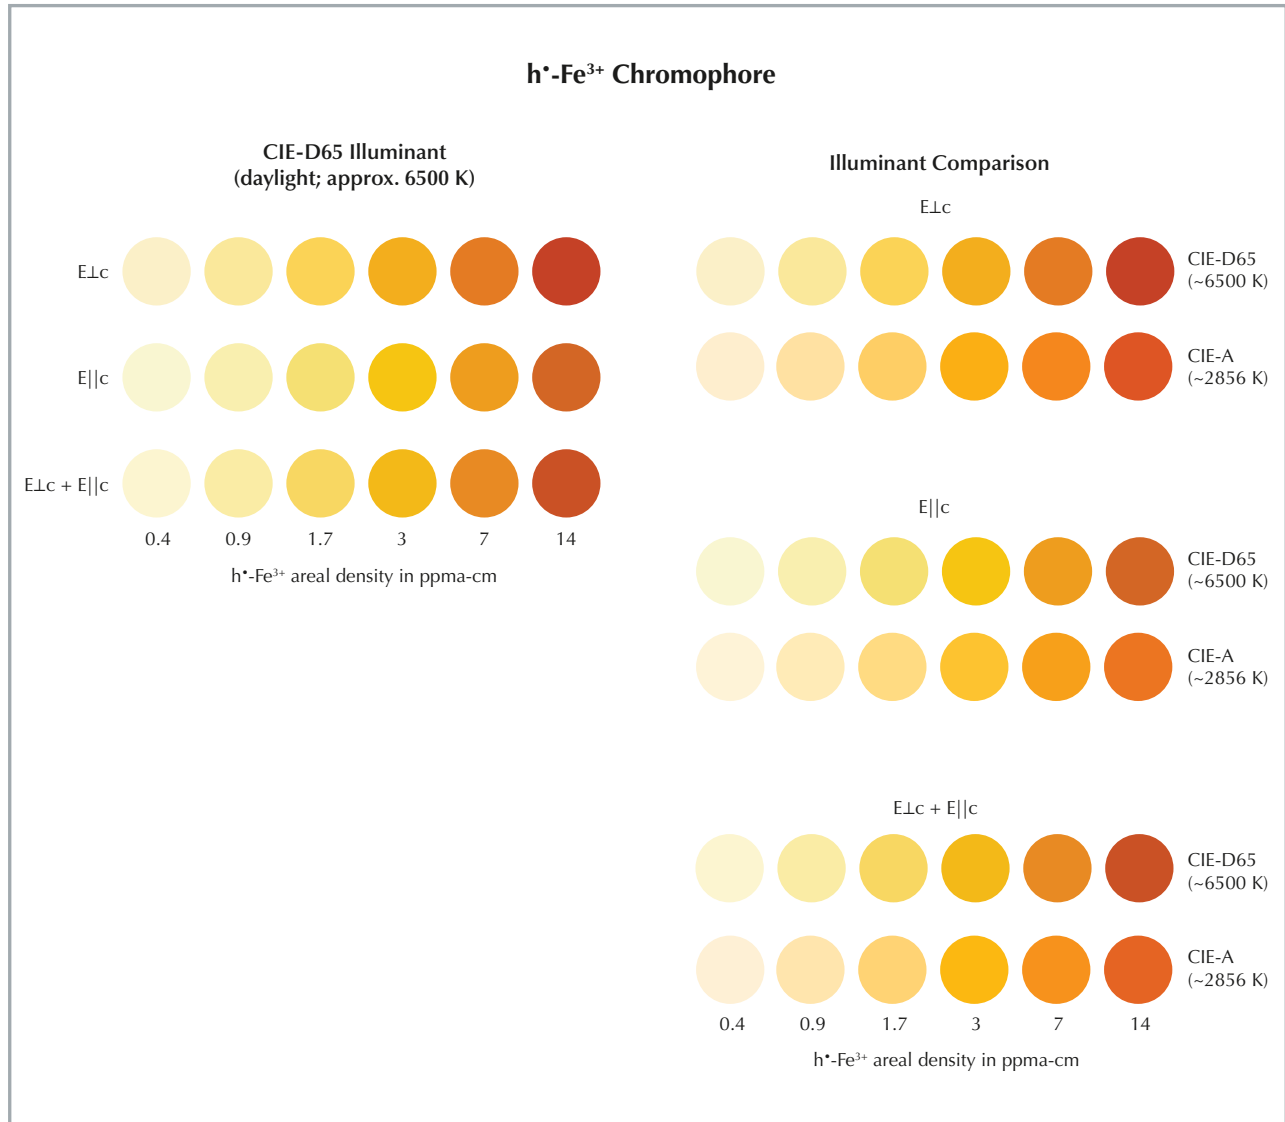 h•-Fe³⁺ Chromophore
CIE-D65 Illuminant
(daylight; approx. 6500 K)
E⊥c
E||c
E⊥c + E||c
0.4 0.9 1.7 3 7 14
h•-Fe³⁺ areal density in ppma-cm
Illuminant Comparison
E⊥c
CIE-D65
(~6500 K)
CIE-A
(~2856 K)
E||c
CIE-D65
(~6500 K)
CIE-A
(~2856 K)
E⊥c + E||c
CIE-D65
(~6500 K)
CIE-A
(~2856 K)
0.4 0.9 1.7 3 7 14
h•-Fe³⁺ areal density in ppma-cm